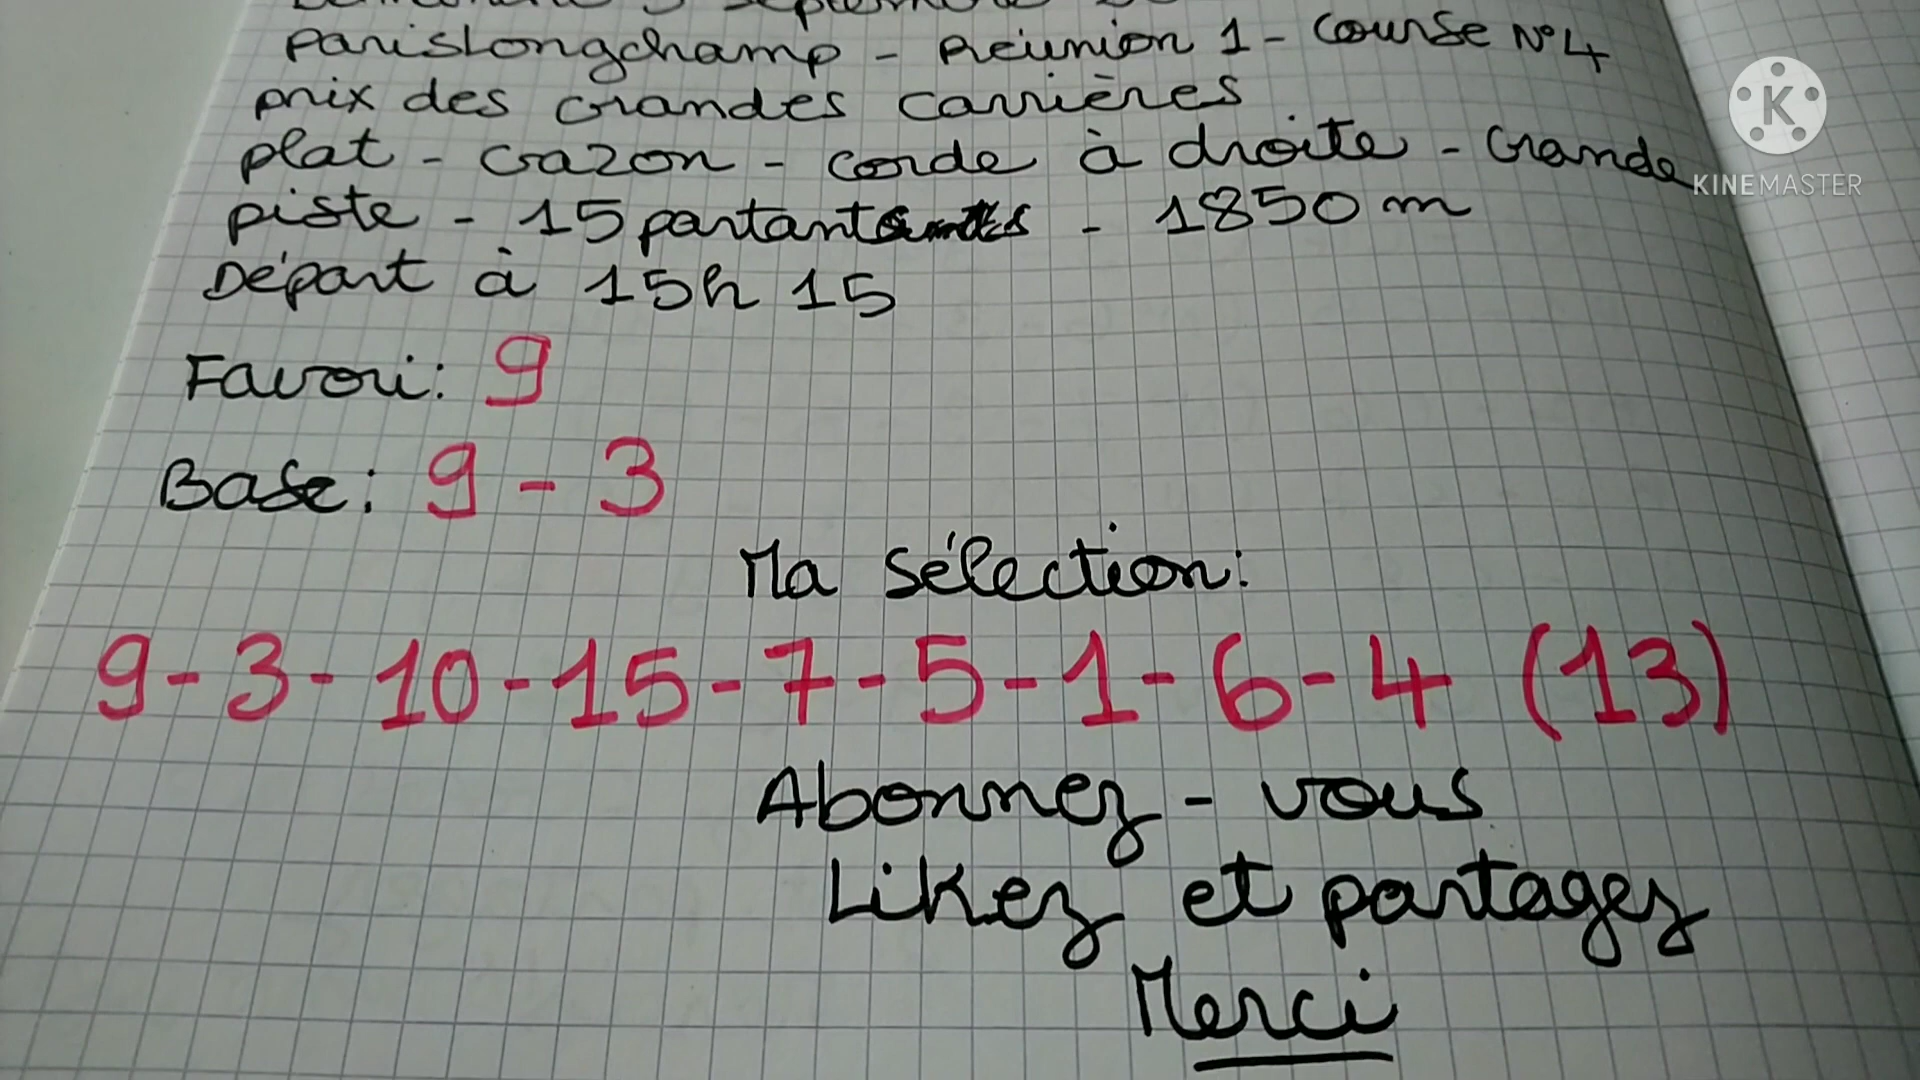 ParisLongchamp - Réunion 1 - Course N°4
prix des Grandes Carrières
plat - Gazon - corde à droite - Grande
piste - 15 partants - 1850 m
Départ à 15h 15
Favori: 9
Base: 9 - 3
Ma sélection:
9 - 3 - 10 - 15 - 7 - 5 - 1 - 6 - 4 (13)
Abonnez - vous
Likez et partagez
Merci
K
KINEMASTER